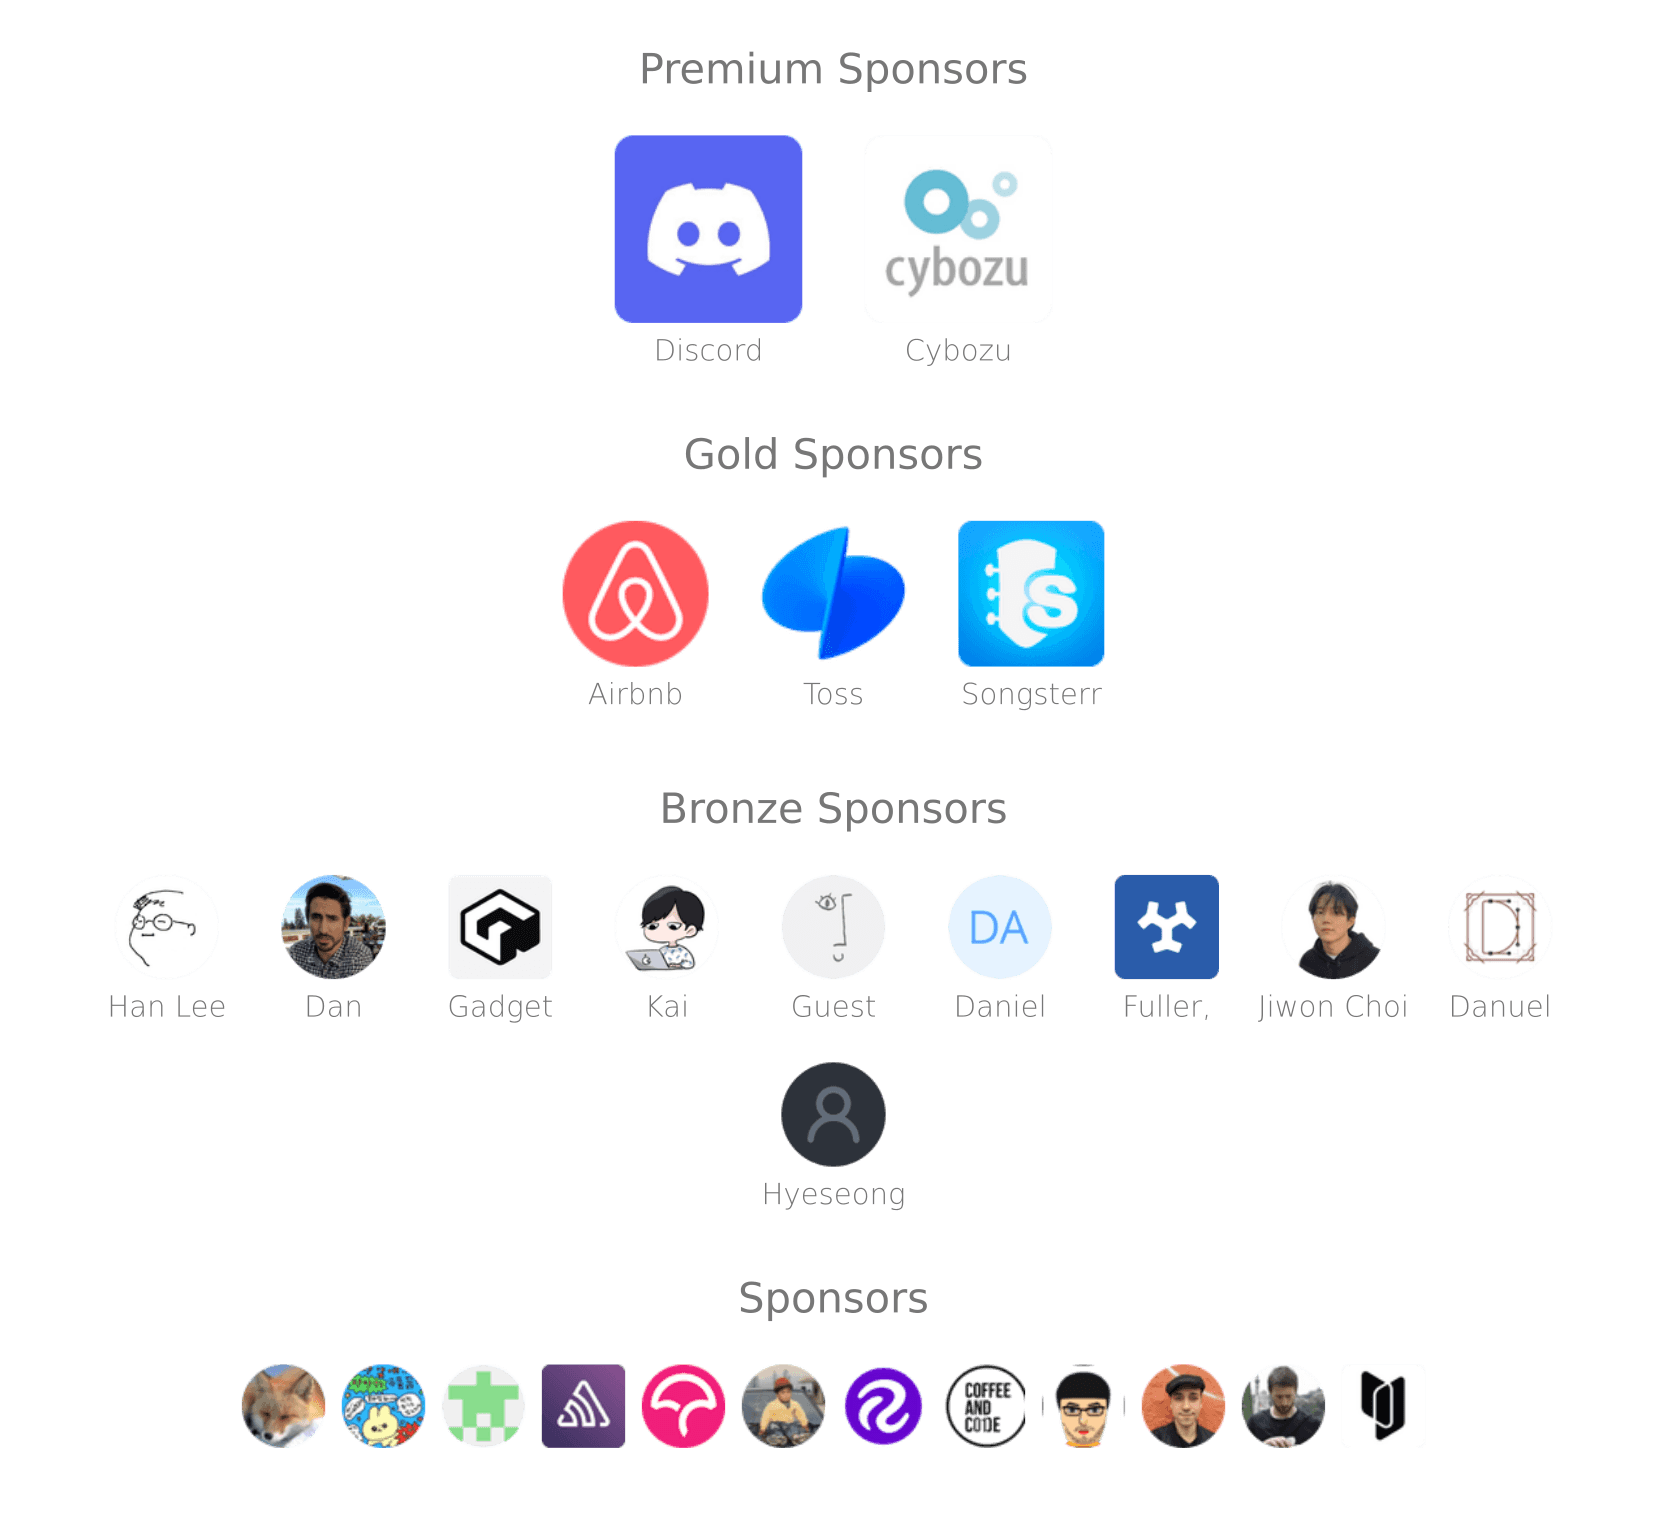 Premium Sponsors
cybozu
Discord
Cybozu
Gold Sponsors
S
Airbnb
Toss
Songsterr
Bronze Sponsors
DA
D
Han Lee
Dan
Gadget
Kai
Guest
Daniel
Fuller,
Jiwon Choi
Danuel
Hyeseong
Sponsors
COFFEE
AND
CODE